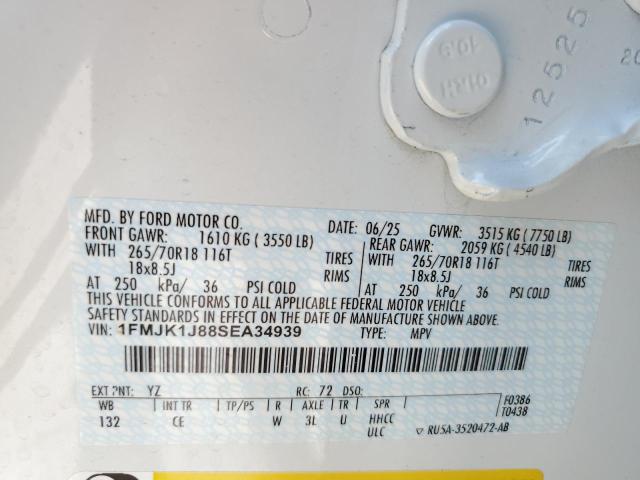 10.9
12525
20
MFD. BY FORD MOTOR CO.
DATE: 06/25 GVWR: 3515 KG ( 7750 LB)
FRONT GAWR: 1610 KG ( 3550 LB)
REAR GAWR: 2059 KG ( 4540 LB)
WITH 265/70R18 116T TIRES
WITH 265/70R18 116T TIRES
18x8.5J RIMS
18x8.5J RIMS
AT 250 kPa/ 36 PSI COLD
AT 250 kPa/ 36 PSI COLD
THIS VEHICLE CONFORMS TO ALL APPLICABLE FEDERAL MOTOR VEHICLE
SAFETY STANDARDS IN EFFECT ON THE DATE OF MANUFACTURE SHOWN ABOVE.
VIN: 1FMJK1J88SEA34939 TYPE: MPV
EXT PNT: YZ RC: 72 DSO:
WB INT TR TP/PS R AXLE TR SPR F0386
132 CE W 3L U HHCC T0438
ULC RU5A-3520472-AB